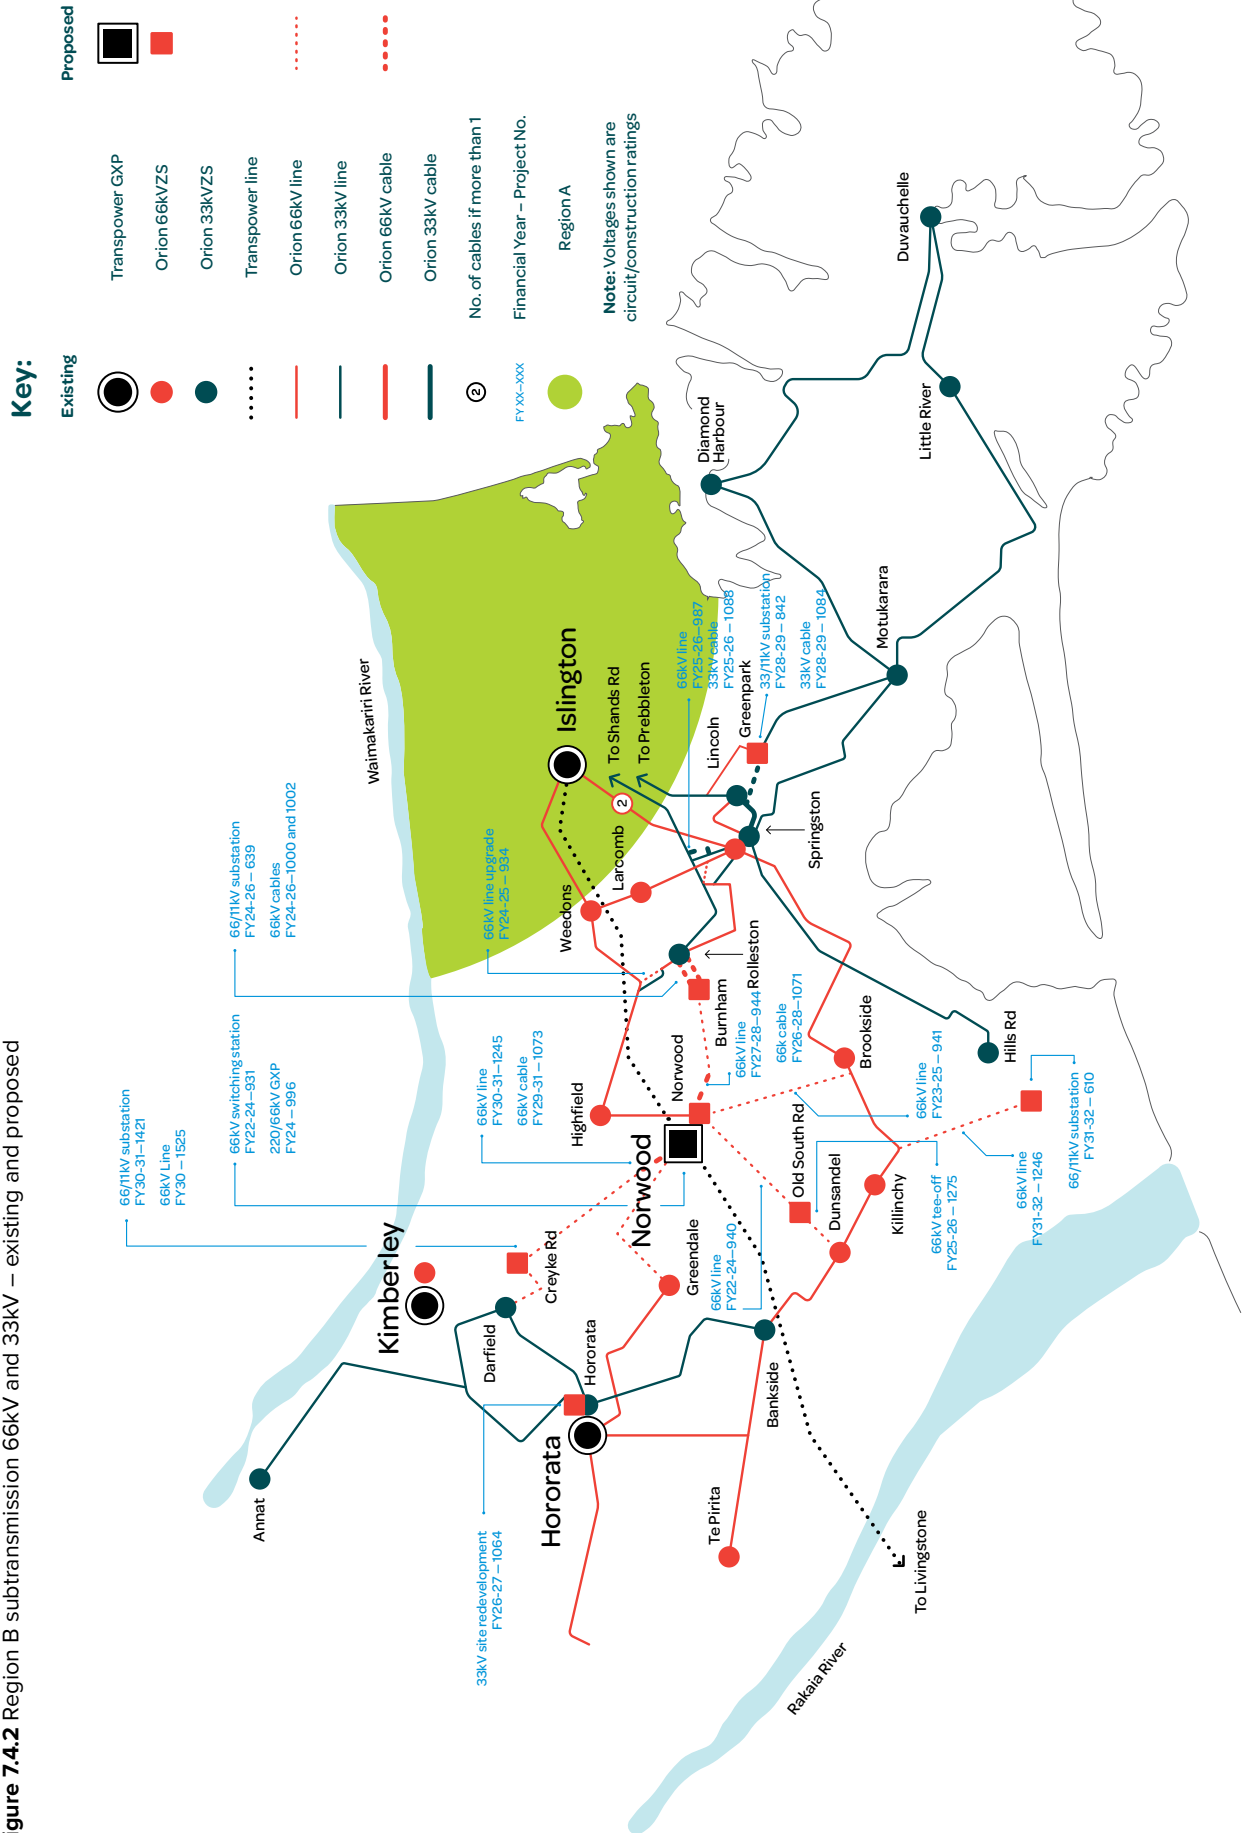 igure 7.4.2 Region B subtransmission 66kV and 33kV – existing and proposed
Key:
Existing
Proposed
Transpower GXP
Orion 66kVZS
Orion 33kVZS
Transpower line
Orion 66kV line
Orion 33kV line
Orion 66kV cable
Orion 33kV cable
2
No. of cables if more than 1
FY XX–XXX
Financial Year – Project No.
Region A
Note: Voltages shown are
circuit/construction ratings
66/11kV substation
FY30-31–1421
66kV Line
FY30 – 1525
66kV switching station
FY22-24–931
220/66kV GXP
FY24 – 996
66/11kV substation
FY24-26 – 639
66kV cables
FY24-26–1000 and 1002
Waimakariri River
Annat
Kimberley
Darfield
Creyke Rd
33kV site redevelopment
FY26-27 – 1064
66kV line
FY30-31–1245
66kV cable
FY29-31–1073
66kV line upgrade
FY24-25 – 934
Hororata
Hororata
Highfield
Weedons
Islington
Larcomb
2
To Shands Rd
To Prebbleton
Norwood
Norwood
Greendale
Burnham
Rolleston
66kV line
FY25-26–987
33kV cable
FY25-26 – 1088
Lincoln
Greenpark
33/11kV substation
FY28-29 – 842
33kV cable
FY28-29 – 1084
Diamond
Harbour
Te Pirita
Bankside
66kV line
FY22-24–940
66kV line
FY27-28–944
66k cable
FY26-28–1071
Old South Rd
Dunsandel
Springston
Brookside
Killinchy
Motukarara
Duvauchelle
Little River
66kV line
FY23-25 – 941
66kV tee-off
FY25-26 – 1275
Hills Rd
66kV line
FY31-32 – 1246
66/11kV substation
FY31-32 – 610
To Livingstone
Rakaia River